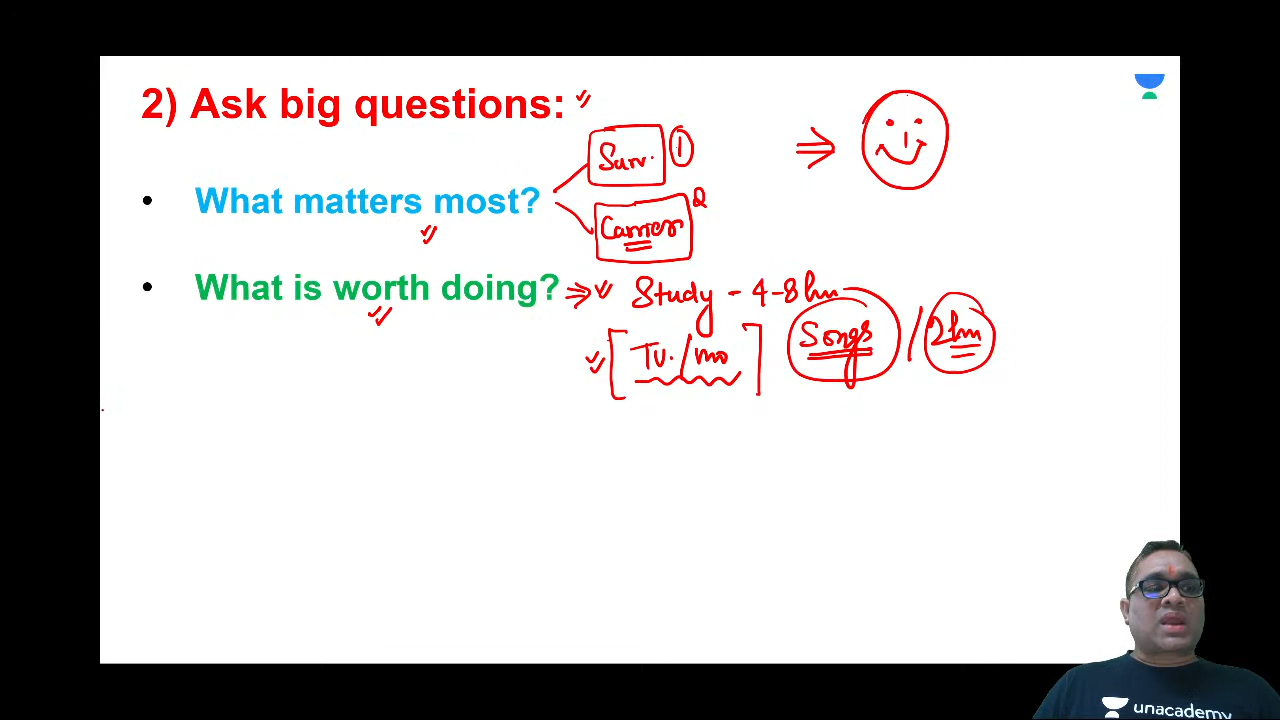 2) Ask big questions:
Surv. 1
• What matters most?
Carrier 2
• What is worth doing? ⇒ Study - 4-8 hrs
[Tv. / mo] Songs / 2 hrs
unacademy